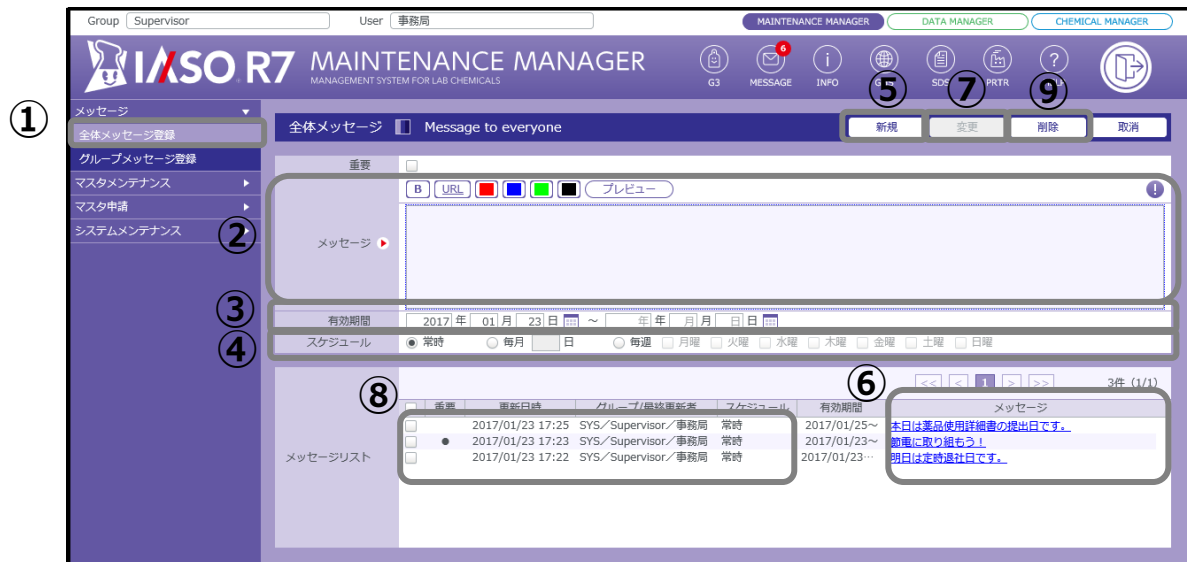 Group Supervisor User 事務局 MAINTENANCE MANAGER DATA MANAGER CHEMICAL MANAGER
IASO R7 MAINTENANCE MANAGER
MANAGEMENT SYSTEM FOR LAB CHEMICALS
6
G3 MESSAGE INFO PRTR
⑤ ⑦ ⑨
①
メッセージ
全体メッセージ登録
グループメッセージ登録
マスタメンテナンス
マスタ申請
システムメンテナンス
全体メッセージ Message to everyone 新規 変更 削除 取消
重要
B URL プレビュー
②
メッセージ
③
有効期間 2017 年 01 月 23 日 ～ 年 年 月 月 日 日
④
スケジュール 常時 毎月 日 毎週 月曜 火曜 水曜 木曜 金曜 土曜 日曜
⑧ ⑥
<< < 1 > >> 3件 (1/1)
重要 更新日時 グループ/最終更新者 スケジュール 有効期間 メッセージ
2017/01/23 17:25 SYS／Supervisor／事務局 常時 2017/01/25～ 本日は薬品使用詳細書の提出日です。
● 2017/01/23 17:23 SYS／Supervisor／事務局 常時 2017/01/23～ 節電に取り組もう！
2017/01/23 17:22 SYS／Supervisor／事務局 常時 2017/01/23… 明日は定時退社日です。
メッセージリスト